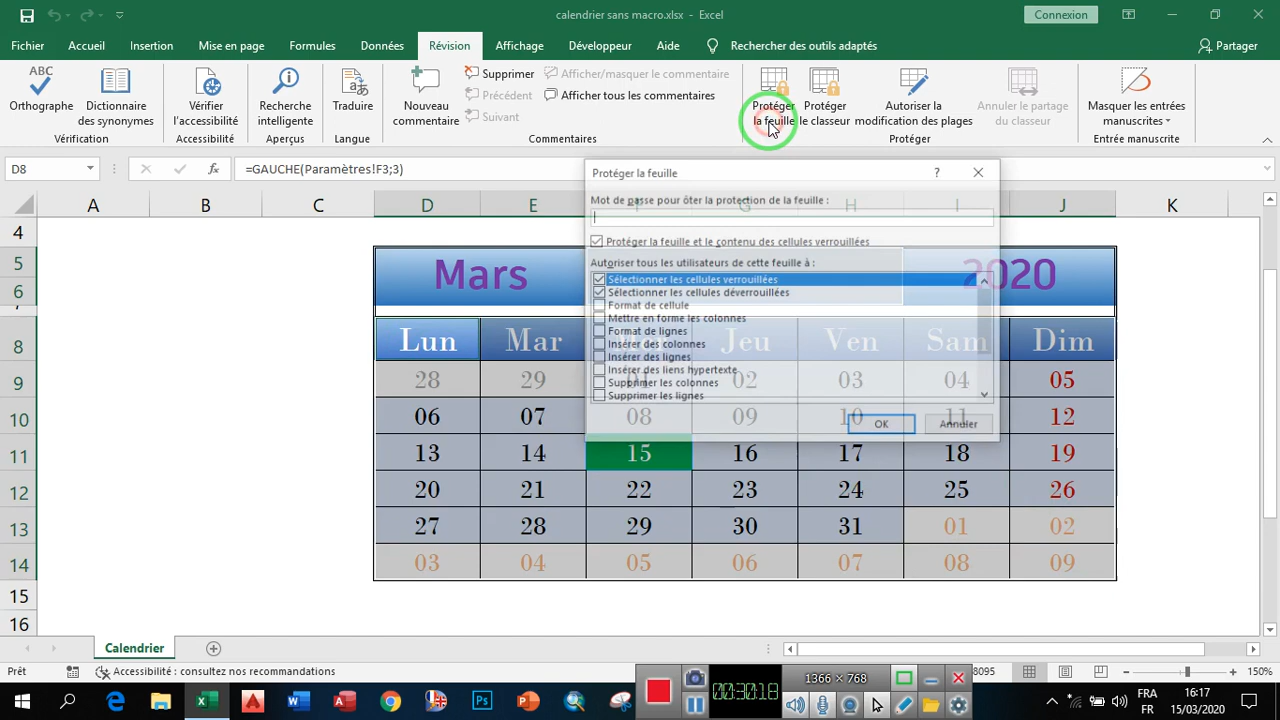 calendrier sans macro.xlsx - Excel
Connexion
Fichier Accueil Insertion Mise en page Formules Données Révision Affichage Développeur Aide Rechercher des outils adaptés Partager
ABC
Orthographe
Dictionnaire des synonymes
Vérification
Vérifier l'accessibilité
Accessibilité
Recherche intelligente
Aperçus
Traduire
Langue
Nouveau commentaire
Supprimer
Précédent
Suivant
Afficher/masquer le commentaire
Afficher tous les commentaires
Commentaires
Protéger la feuille
Protéger le classeur
Autoriser la modification des plages
Annuler le partage du classeur
Protéger
Masquer les entrées manuscrites
Entrée manuscrite
D8
fx
=GAUCHE(Paramètres!F3;3)
A B C D E F G H I J K
Protéger la feuille
?
Mot de passe pour ôter la protection de la feuille :
Protéger la feuille et le contenu des cellules verrouillées
Autoriser tous les utilisateurs de cette feuille à :
Sélectionner les cellules verrouillées
Sélectionner les cellules déverrouillées
Format de cellule
Mettre en forme les colonnes
Format de lignes
Insérer des colonnes
Insérer des lignes
Insérer des liens hypertexte
Supprimer les colonnes
Supprimer les lignes
OK Annuler
4
5 Mars 2020
6
8 Lun Mar Mer Jeu Ven Sam Dim
9 28 29 01 02 03 04 05
10 06 07 08 09 10 11 12
11 13 14 15 16 17 18 19
12 20 21 22 23 24 25 26
13 27 28 29 30 31 01 02
14 03 04 05 06 07 08 09
15
16
Calendrier
Prêt
Accessibilité : consultez nos recommandations
8095
150%
00:30:18
1366 × 768
FRA
FR
16:17
15/03/2020